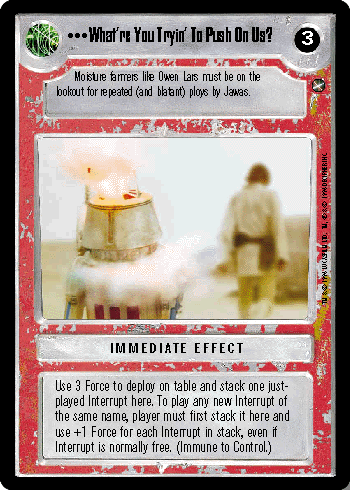 •••What're You Tryin' To Push On Us?
3
Moisture farmers like Owen Lars must be on the
lookout for repeated (and blatant) ploys by Jawas.
IMMEDIATE EFFECT
Use 3 Force to deploy on table and stack one just-
played Interrupt here. To play any new Interrupt of
the same name, player must first stack it here and
use +1 Force for each Interrupt in stack, even if
Interrupt is normally free. (Immune to Control.)